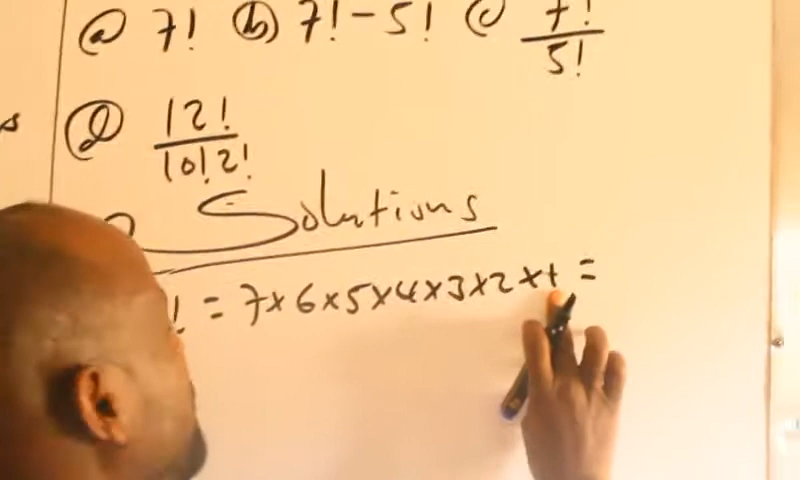 (a) 7! (b) 7! - 5! (c) 7!/5!
(d) 12!/10!2!
Solutions
! = 7×6×5×4×3×2×1 =